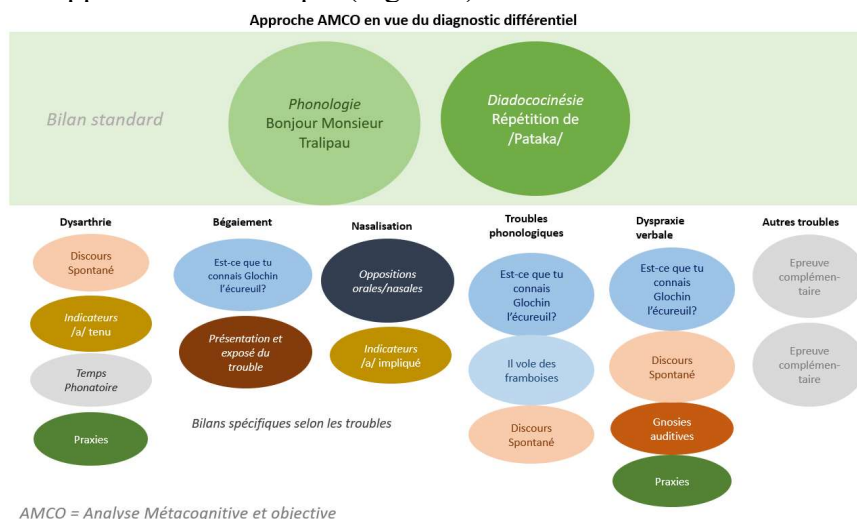 Approche AMCO en vue du diagnostic différentiel
Bilan standard
Phonologie
Bonjour Monsieur
Tralipau
Diadococinésie
Répétition de
/Pataka/
Dysarthrie
Discours
Spontané
Indicateurs
/a/ tenu
Temps
Phonatoire
Praxies
Bégaiement
Est-ce que tu
connais Glochin
l'écureuil?
Présentation et
exposé du
trouble
Nasalisation
Oppositions
orales/nasales
Indicateurs
/a/ impliqué
Troubles
phonologiques
Est-ce que tu
connais
Glochin
l'écureuil?
Il vole des
framboises
Discours
Spontané
Dyspraxie
verbale
Est-ce que tu
connais
Glochin
l'écureuil?
Discours
Spontané
Gnosies
auditives
Praxies
Autres troubles
Epreuve
complémen-
taire
Epreuve
complémen-
taire
Bilans spécifiques selon les troubles
AMCO = Analyse Métacognitive et objective